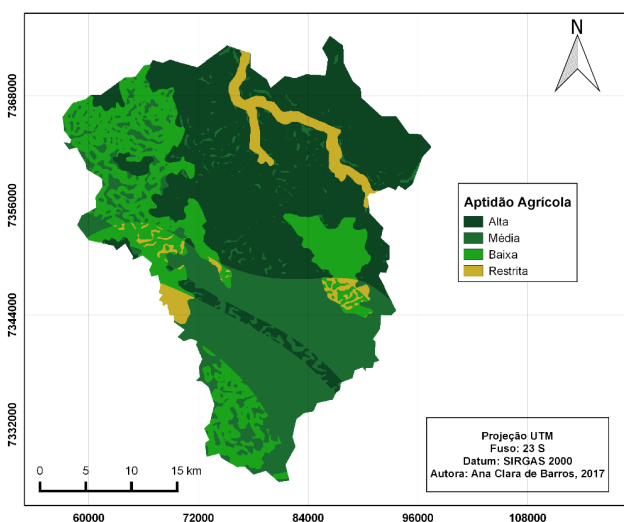 N
7368000
7356000
7344000
7332000
Aptidão Agrícola
Alta
Média
Baixa
Restrita
0 5 10 15 km
Projeção UTM
Fuso: 23 S
Datum: SIRGAS 2000
Autora: Ana Clara de Barros, 2017
60000 72000 84000 96000 108000